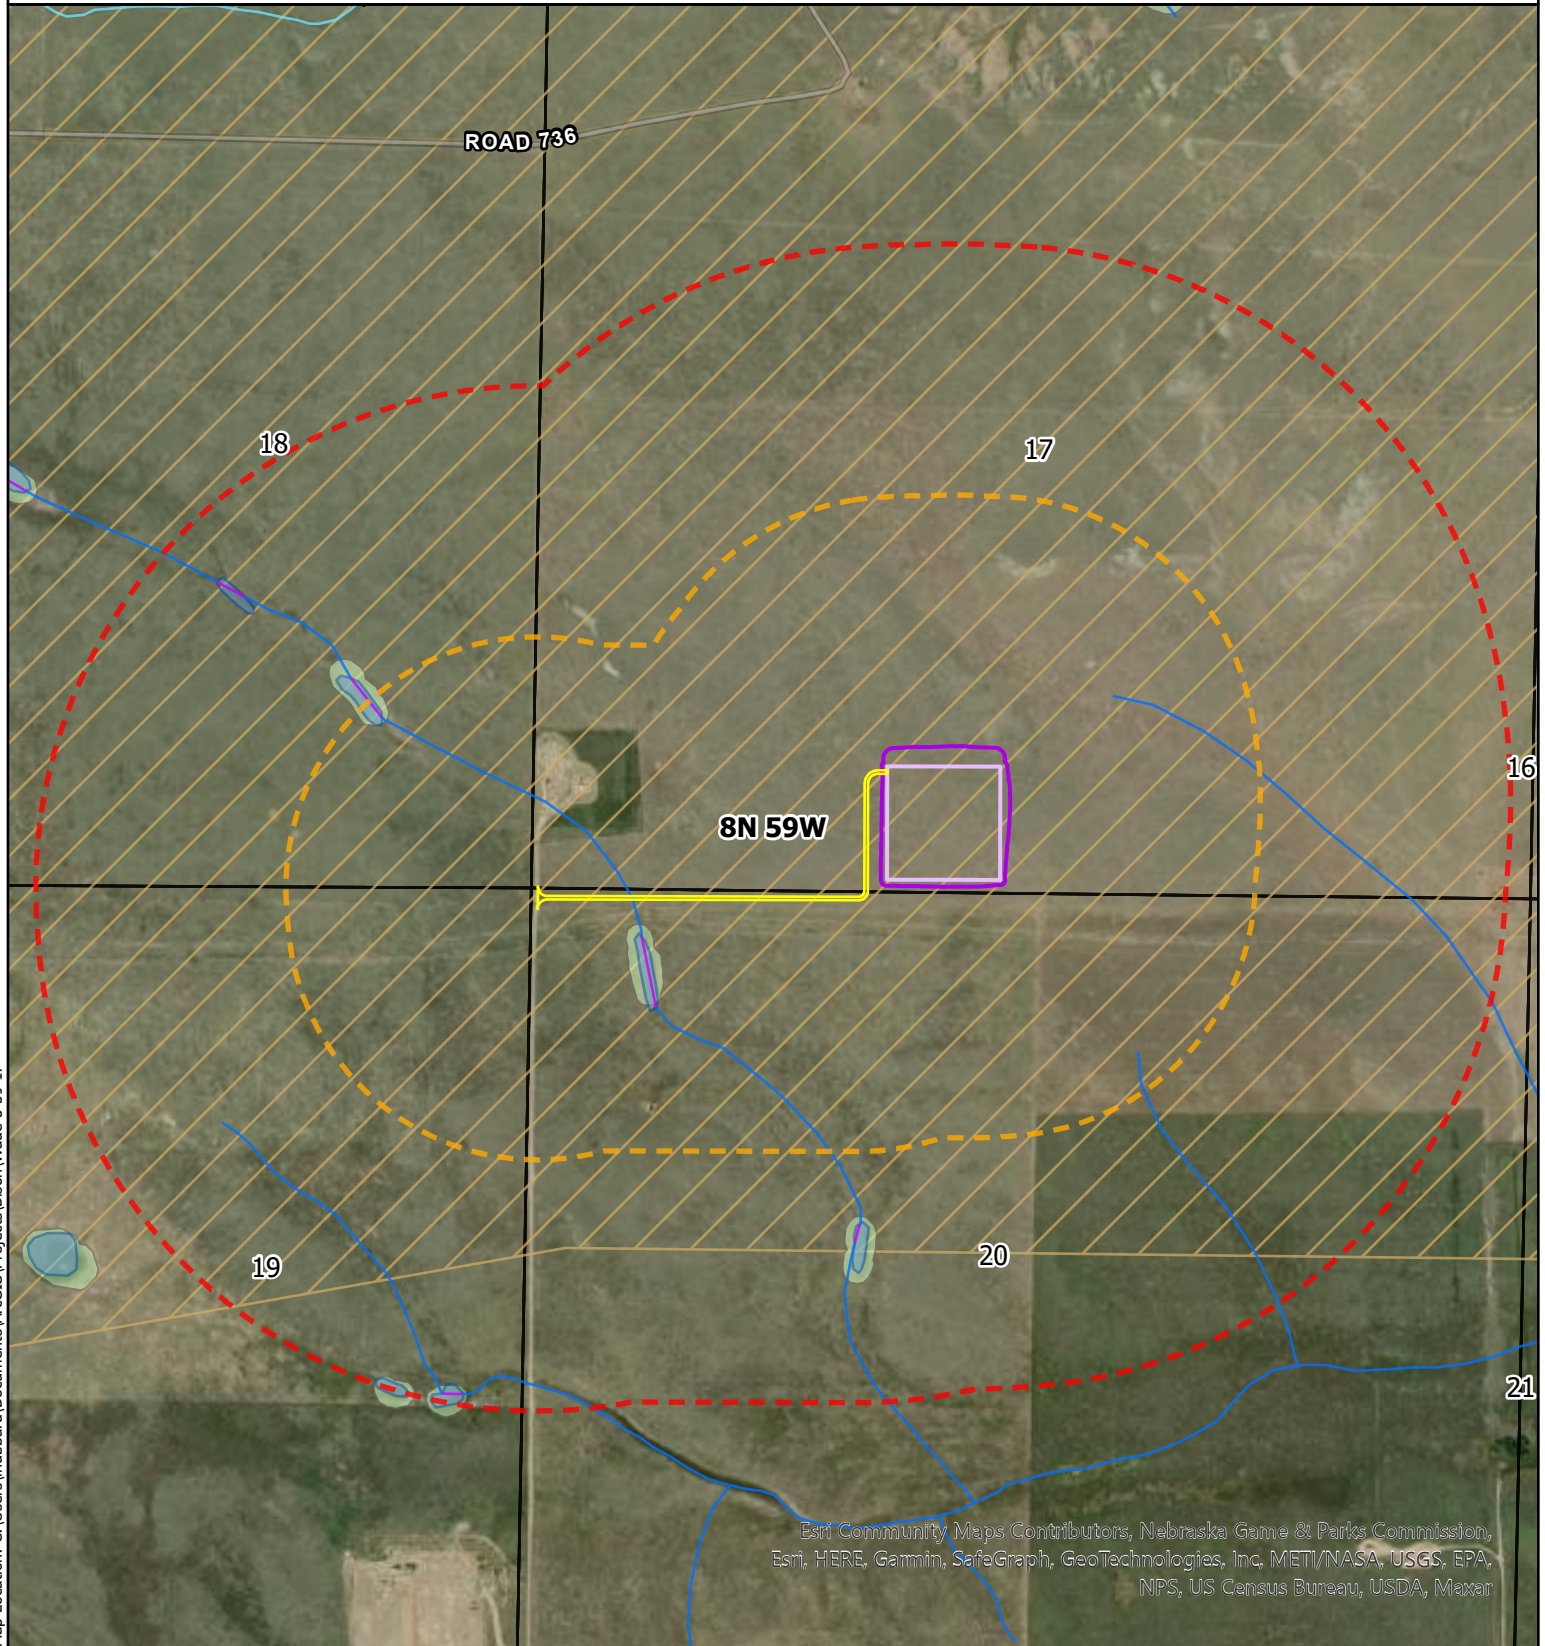 ROAD 736
18
17
16
8N 59W
19
20
21
Esri Community Maps Contributors, Nebraska Game & Parks Commission,
Esri, HERE, Garmin, SafeGraph, GeoTechnologies, Inc, METI/NASA, USGS, EPA,
NPS, US Census Bureau, USDA, Maxar